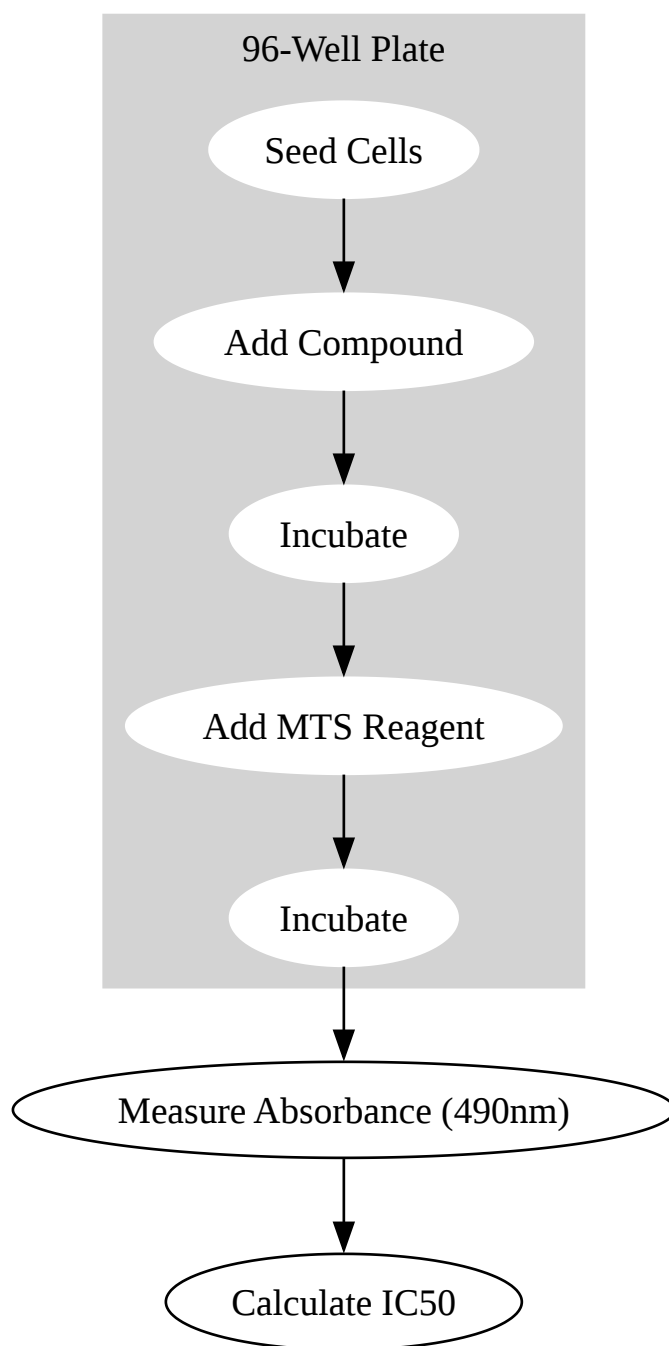 96-Well Plate
Seed Cells
Add Compound
Incubate
Add MTS Reagent
Incubate
Measure Absorbance (490nm)
Calculate IC50